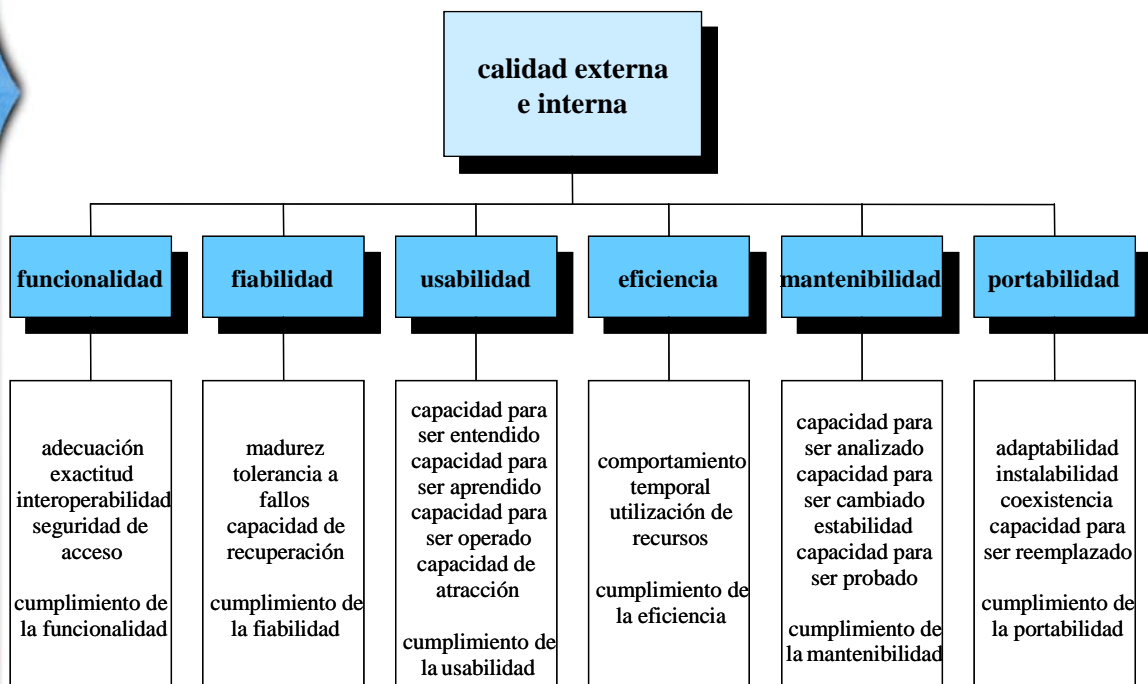 calidad externa
e interna
funcionalidad
fiabilidad
usabilidad
eficiencia
mantenibilidad
portabilidad
adecuación
exactitud
interoperabilidad
seguridad de
acceso
cumplimiento de
la funcionalidad
madurez
tolerancia a
fallos
capacidad de
recuperación
cumplimiento de
la fiabilidad
capacidad para
ser entendido
capacidad para
ser aprendido
capacidad para
ser operado
capacidad de
atracción
cumplimiento de
la usabilidad
comportamiento
temporal
utilización de
recursos
cumplimiento de
la eficiencia
capacidad para
ser analizado
capacidad para
ser cambiado
estabilidad
capacidad para
ser probado
cumplimiento de
la mantenibilidad
adaptabilidad
instalabilidad
coexistencia
capacidad para
ser reemplazado
cumplimiento de
la portabilidad